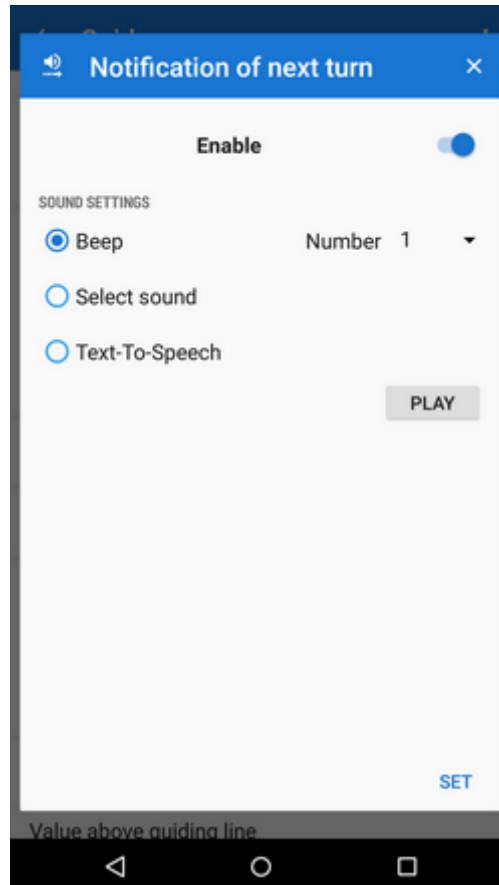 Notification of next turn
Enable
SOUND SETTINGS
Beep Number 1
Select sound
Text-To-Speech
PLAY
SET
Value above guiding line